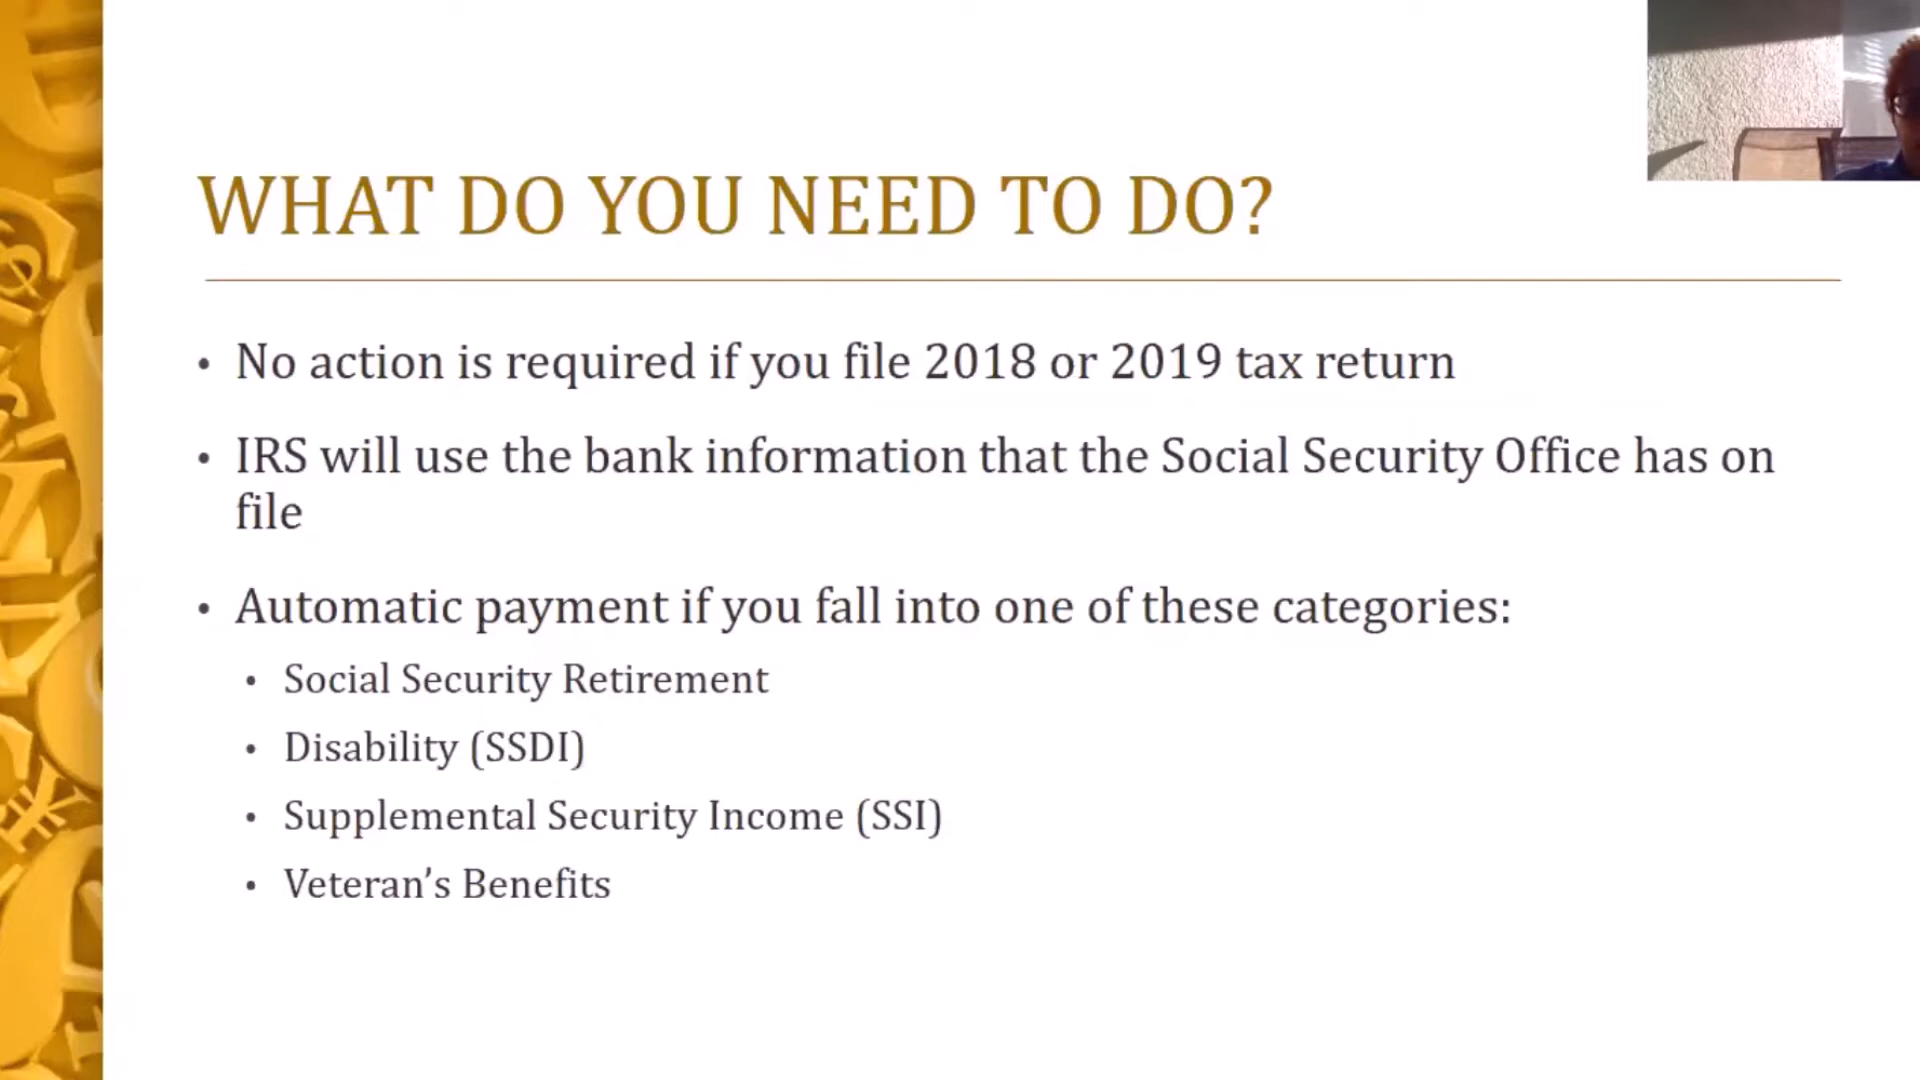 WHAT DO YOU NEED TO DO?
• No action is required if you file 2018 or 2019 tax return
• IRS will use the bank information that the Social Security Office has on
file
• Automatic payment if you fall into one of these categories:
• Social Security Retirement
• Disability (SSDI)
• Supplemental Security Income (SSI)
• Veteran’s Benefits